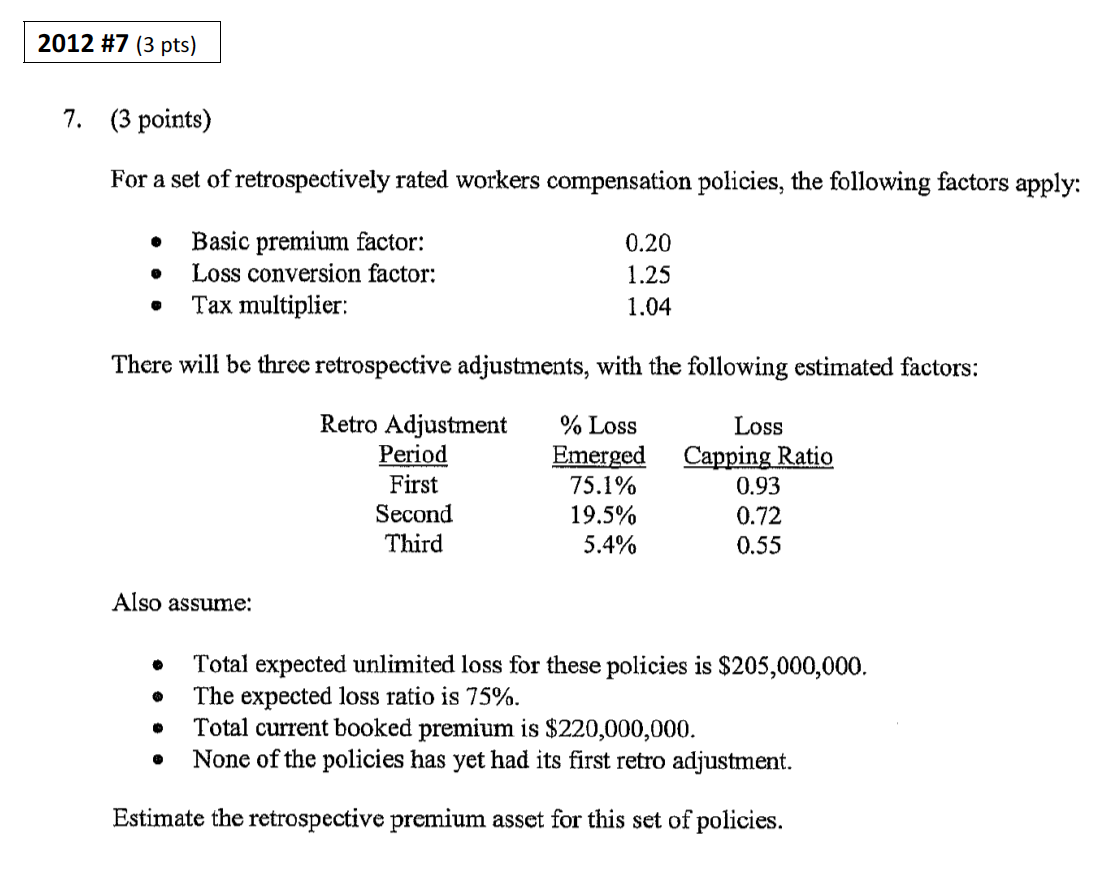 2012 #7 (3 pts)
7. (3 points)
For a set of retrospectively rated workers compensation policies, the following factors apply:
• Basic premium factor: 0.20
• Loss conversion factor: 1.25
• Tax multiplier: 1.04
There will be three retrospective adjustments, with the following estimated factors:
Retro Adjustment % Loss Loss
Period Emerged Capping Ratio
First 75.1% 0.93
Second 19.5% 0.72
Third 5.4% 0.55
Also assume:
• Total expected unlimited loss for these policies is $205,000,000.
• The expected loss ratio is 75%.
• Total current booked premium is $220,000,000.
• None of the policies has yet had its first retro adjustment.
Estimate the retrospective premium asset for this set of policies.